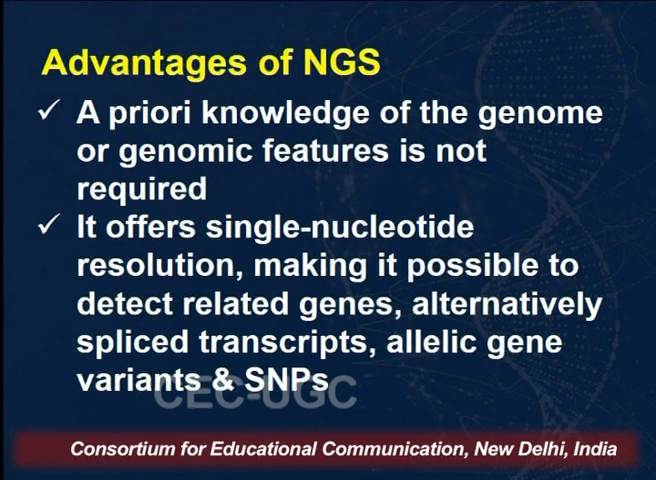 Advantages of NGS
✓ A priori knowledge of the genome
or genomic features is not
required
✓ It offers single-nucleotide
resolution, making it possible to
detect related genes, alternatively
spliced transcripts, allelic gene
variants & SNPs
CEC-UGC
Consortium for Educational Communication, New Delhi, India